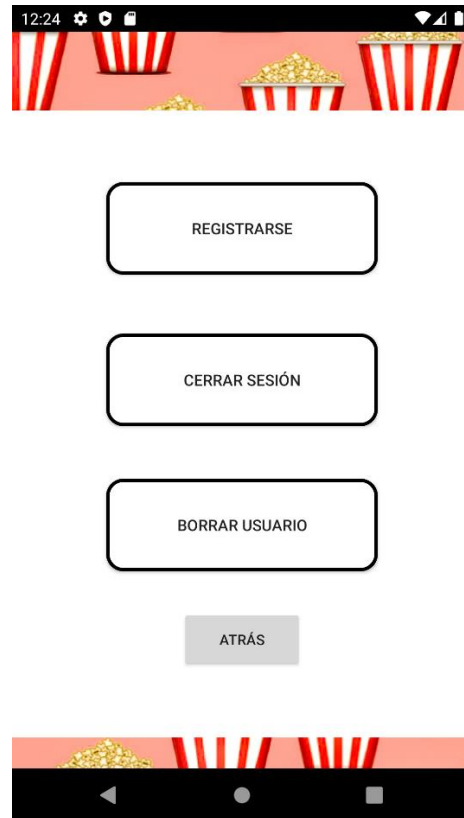 12:24
REGISTRARSE
CERRAR SESIÓN
BORRAR USUARIO
ATRÁS